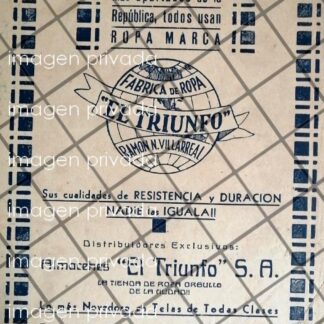 República, todos usan
ROPA MARCA
imagen privada
FABRICA DE ROPA
"EL TRIUNFO"
RAMON N. VILLARREAL
imagen privada
Sus cualidades de RESISTENCIA y DURACION
NADIE las IGUALA!!
imagen privada
Distribuidores Exclusivos:
Almacenes "El Triunfo" S. A.
LA TIENDA DE ROPA ORGULLO
DE LA CIUDAD!!
imagen privada
Lo más Novedoso en Telas de Todas Clases